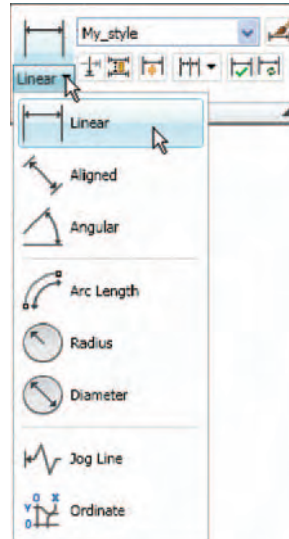 My_style
Linear
Linear
Aligned
Angular
Arc Length
Radius
Diameter
Jog Line
Ordinate